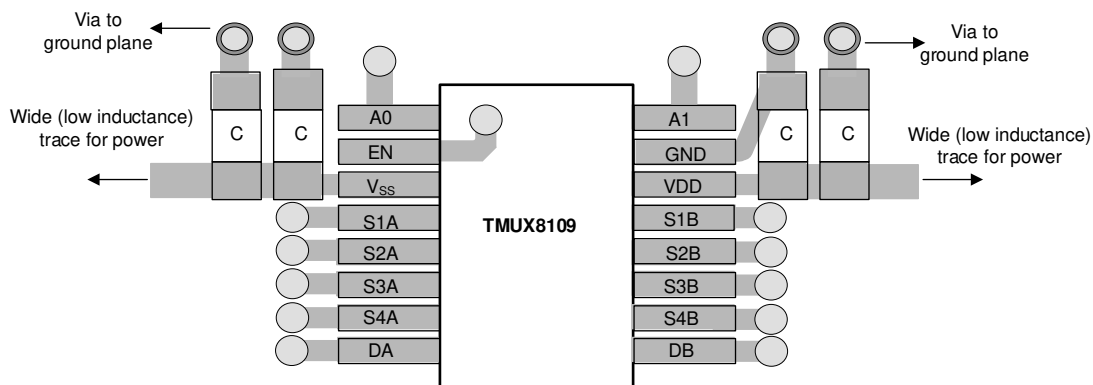 Via to
ground plane
Via to
ground plane
Wide (low inductance)
trace for power
C
C
A0
EN
VSS
S1A
S2A
S3A
S4A
DA
TMUX8109
A1
GND
VDD
S1B
S2B
S3B
S4B
DB
C
C
Wide (low inductance)
trace for power